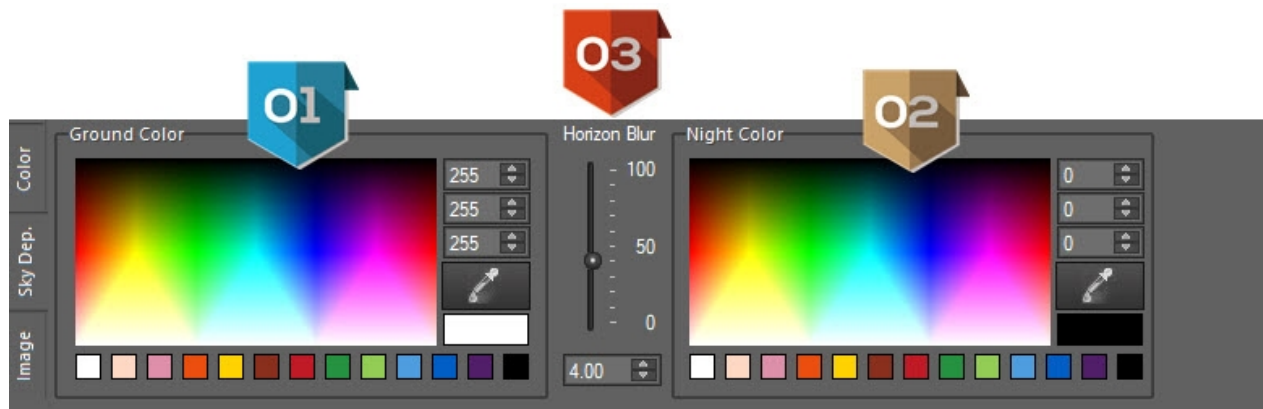 01
03
02
Color
Sky Dep.
Image
Ground Color
255
255
255
Horizon Blur
100
50
0
4.00
Night Color
0
0
0